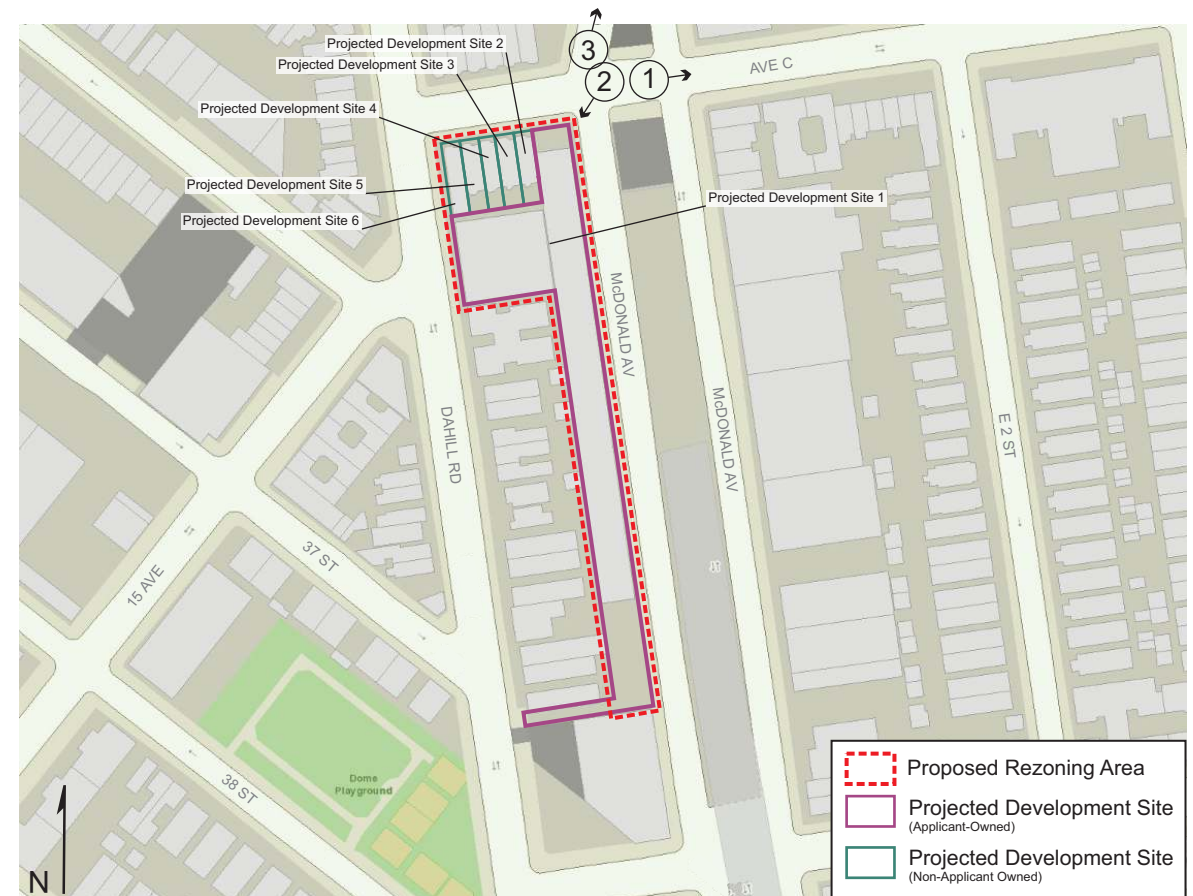 Projected Development Site 2
Projected Development Site 3
3
2
1
AVE C
Projected Development Site 4
Projected Development Site 5
Projected Development Site 6
Projected Development Site 1
McDONALD AV
McDONALD AV
DAHILL RD
E 2 ST
37 ST
15 AVE
38 ST
Dome
Playground
N
Proposed Rezoning Area
Projected Development Site
(Applicant-Owned)
Projected Development Site
(Non-Applicant Owned)